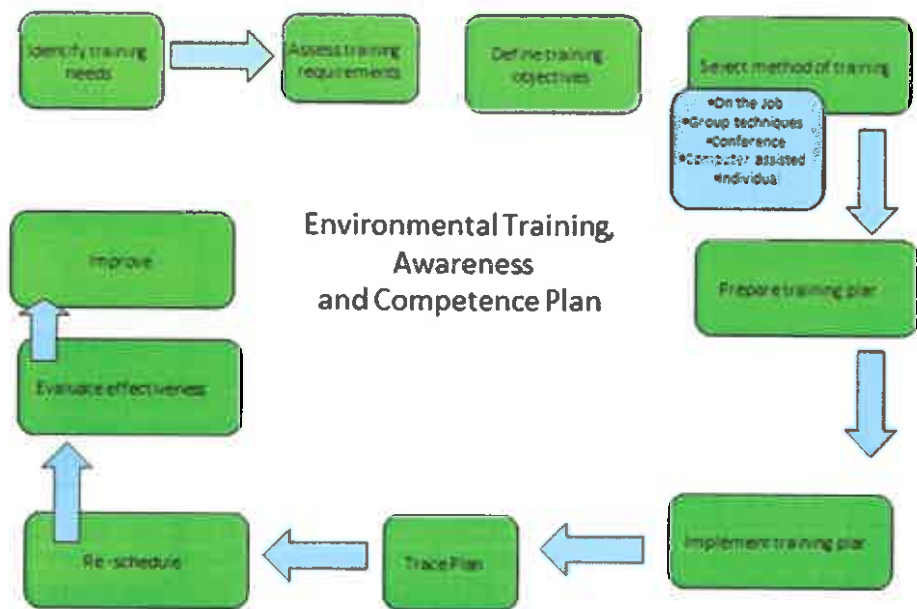 Identify training
needs
Assess training
requirements
Define training
objectives
Select method of training
•On the Job
•Group techniques
•Conference
•Computer assisted
•Individual
Environmental Training,
Awareness
and Competence Plan
Prepare training plan
Implement training plan
Trace Plan
Re-schedule
Evaluate effectiveness
Improve